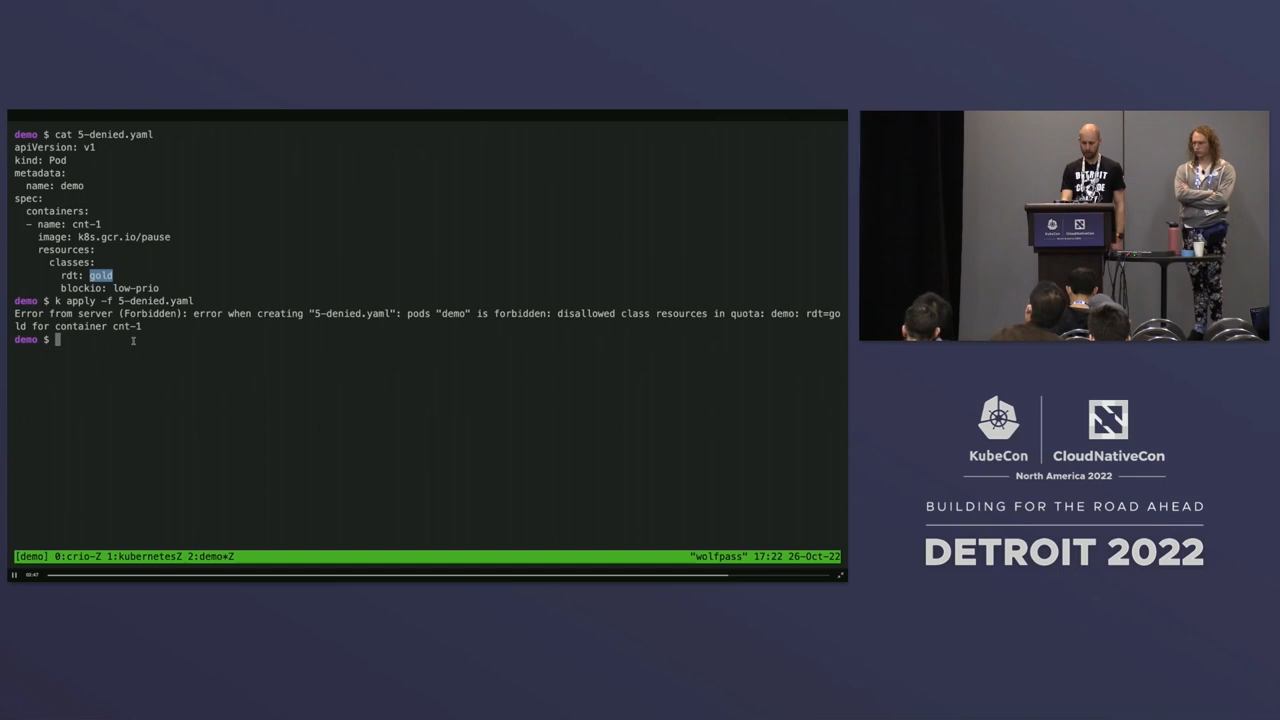 demo $ cat 5-denied.yaml
apiVersion: v1
kind: Pod
metadata:
  name: demo
spec:
  containers:
  - name: cnt-1
    image: k8s.gcr.io/pause
    resources:
      classes:
        rdt: gold
        blockio: low-prio
demo $ k apply -f 5-denied.yaml
Error from server (Forbidden): error when creating "5-denied.yaml": pods "demo" is forbidden: disallowed class resources in quota: demo: rdt=go
ld for container cnt-1
demo $
[demo] 0:crio-Z 1:kubernetesZ 2:demo*Z "wolfpass" 17:22 26-Oct-22
03:47
DETROIT
KubeCon
CloudNativeCon
North America 2022
BUILDING FOR THE ROAD AHEAD
DETROIT 2022